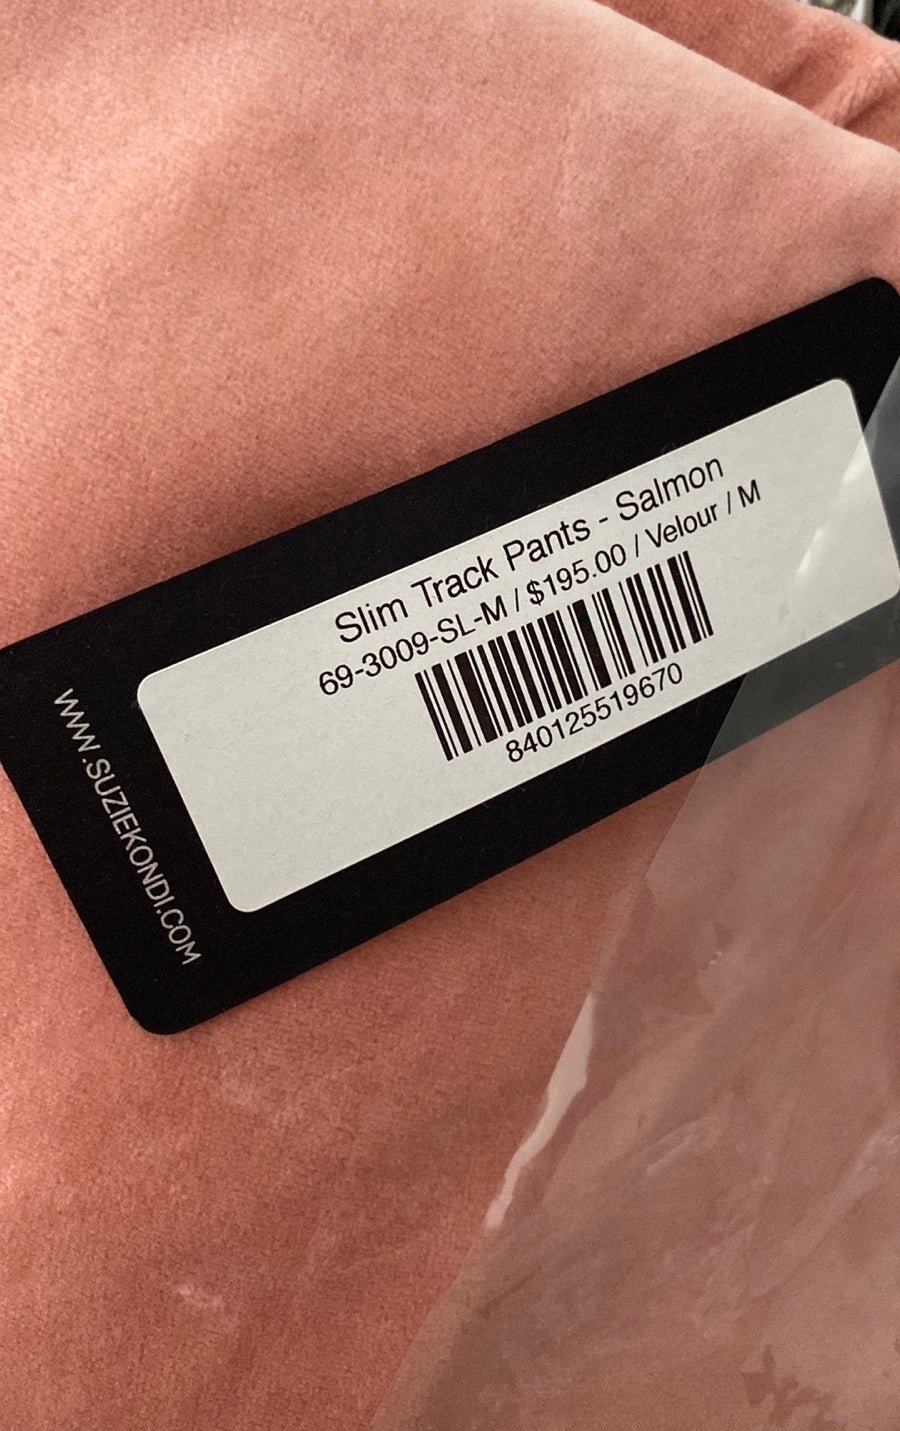 Slim Track Pants - Salmon
69-3009-SL-M / $195.00 / Velour / M
840125519670
WWW.SUZIEKONDI.COM